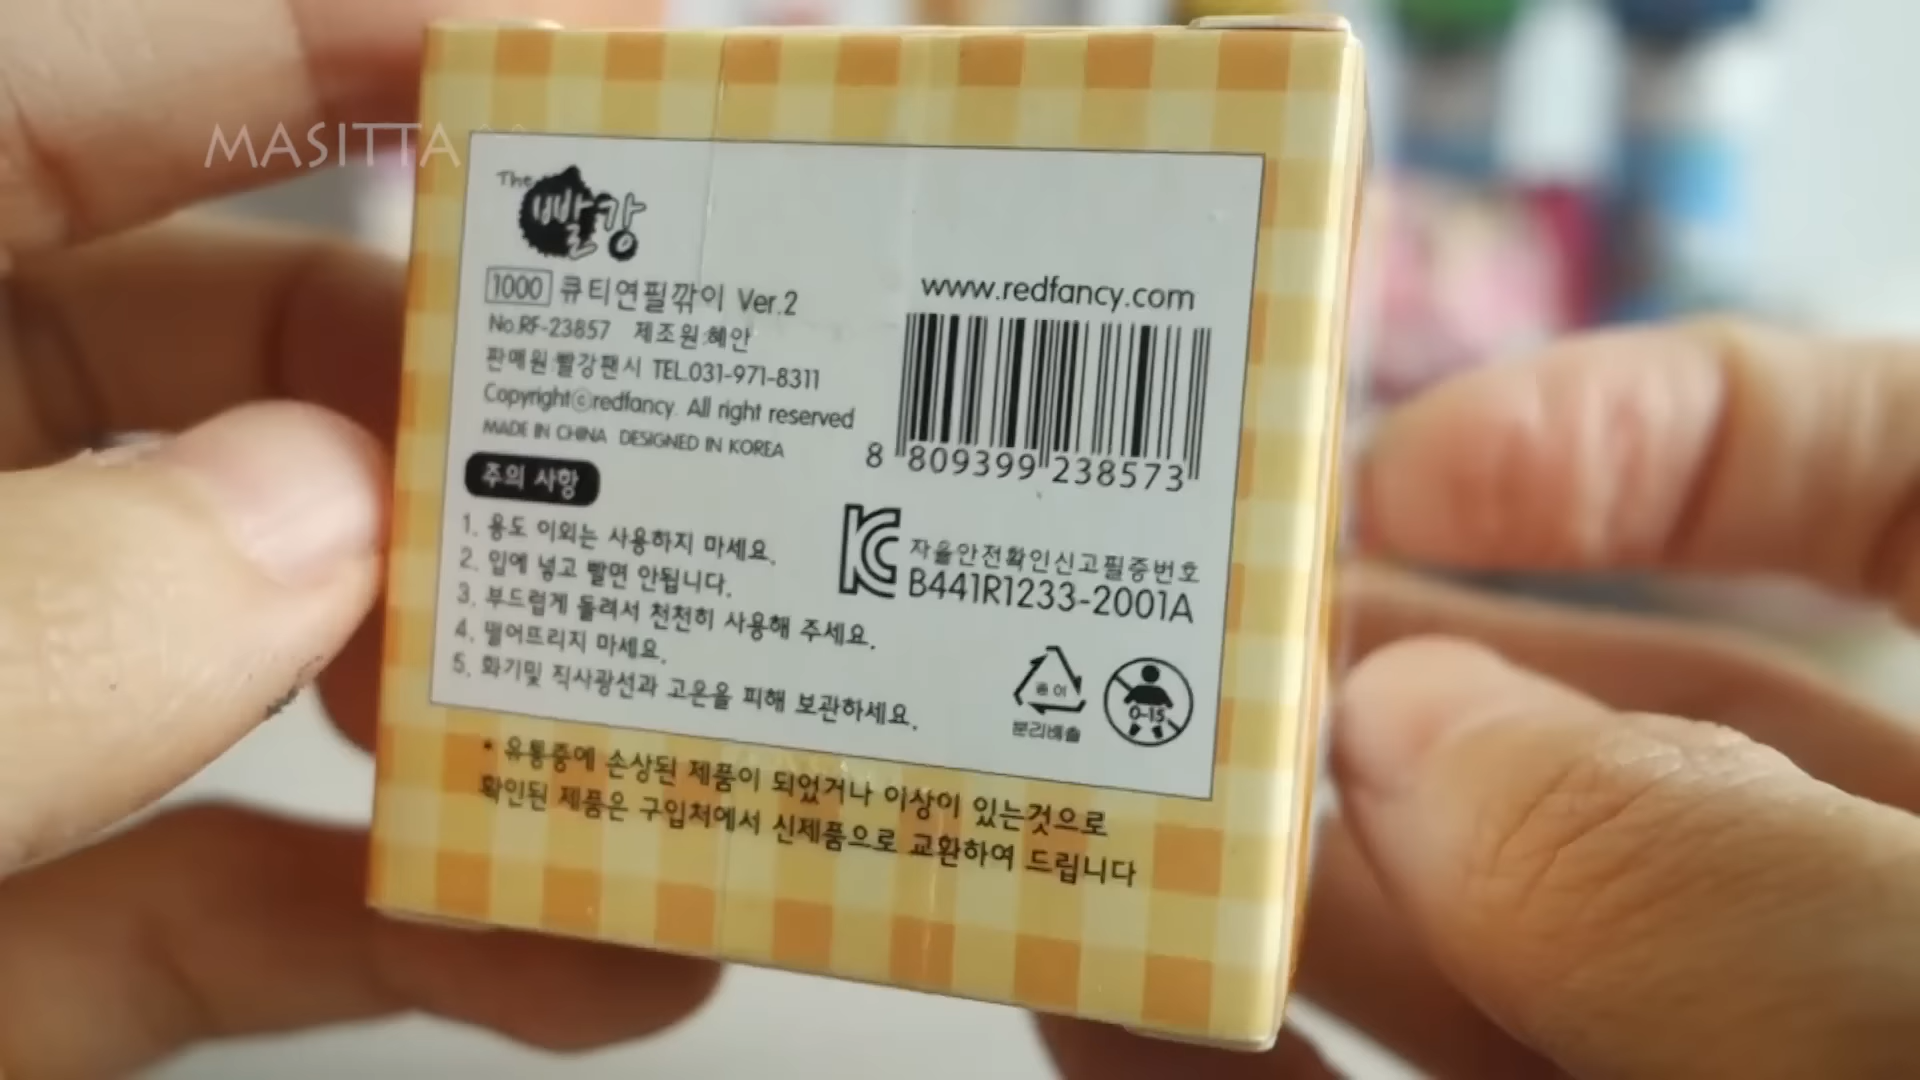 MASITTA
The 빨강
1000 큐티연필깎이 Ver.2
No.RF-23857 제조원:혜안
판매원:빨강팬시 TEL.031-971-8311
Copyrightⓒredfancy. All right reserved
MADE IN CHINA DESIGNED IN KOREA
www.redfancy.com
8 809399 238573
주의 사항
1. 용도 이외는 사용하지 마세요.
2. 입에 넣고 빨면 안됩니다.
3. 부드럽게 돌려서 천천히 사용해 주세요.
4. 떨어뜨리지 마세요.
5. 화기및 직사광선과 고온을 피해 보관하세요.
자율안전확인신고필증번호
B441R1233-2001A
종이
분리배출
0-15
* 유통중에 손상된 제품이 되었거나 이상이 있는것으로
확인된 제품은 구입처에서 신제품으로 교환하여 드립니다